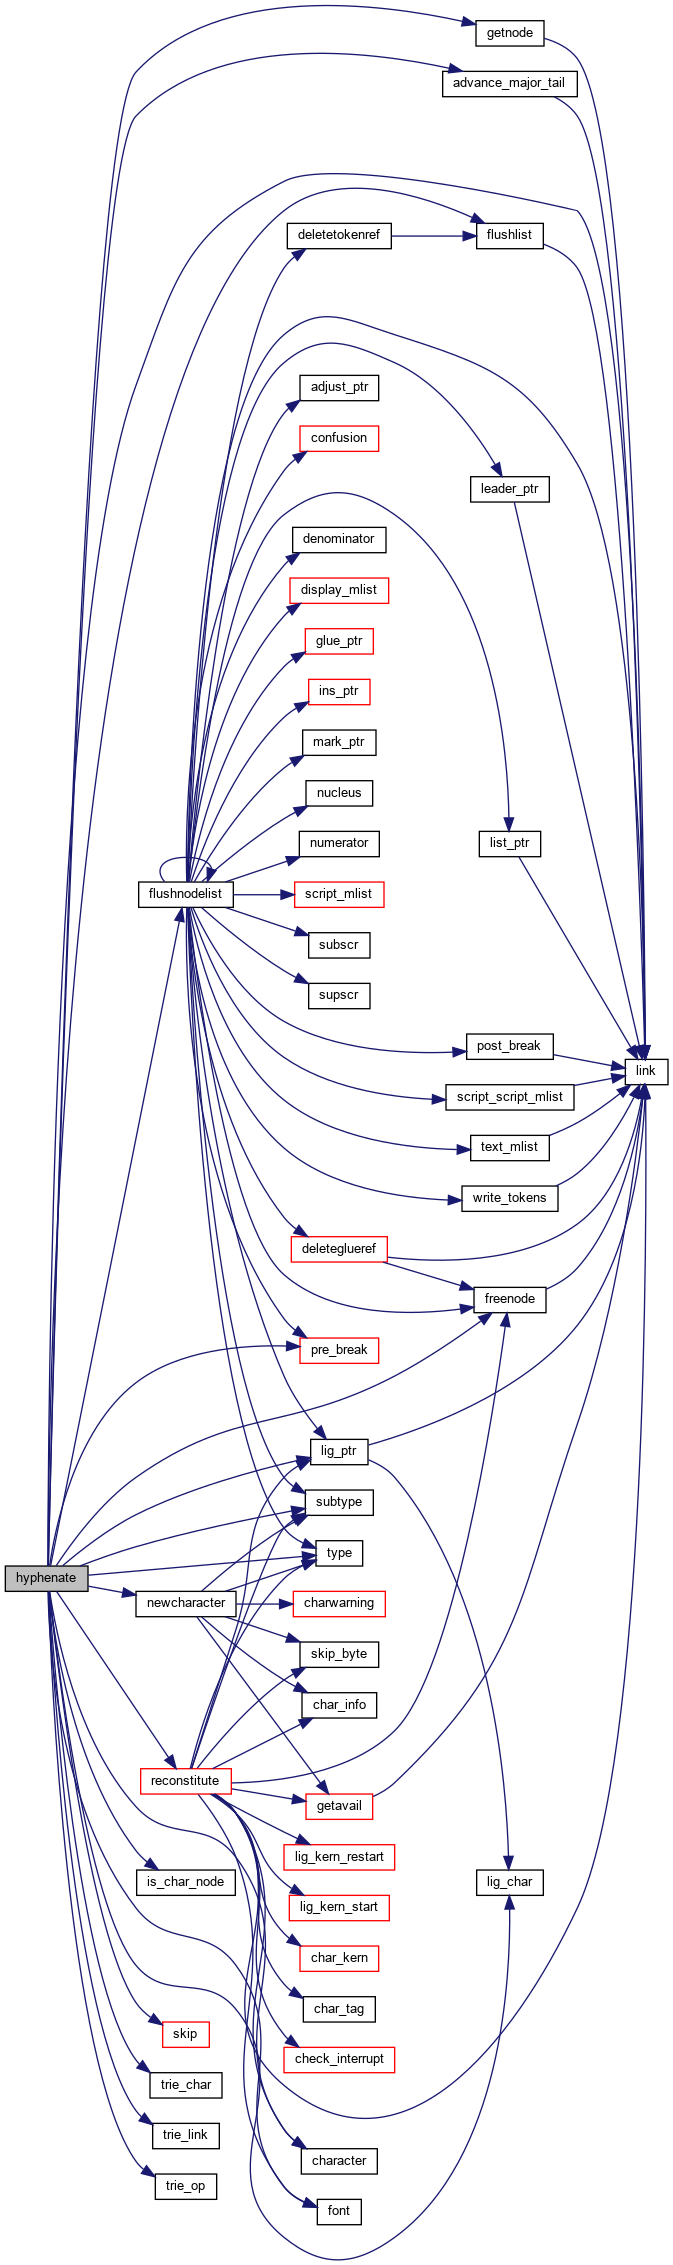 getnode
advance_major_tail
deletetokenref
flushlist
adjust_ptr
confusion
leader_ptr
denominator
display_mlist
glue_ptr
ins_ptr
mark_ptr
nucleus
numerator
list_ptr
flushnodelist
script_mlist
subscr
supscr
post_break
link
script_script_mlist
text_mlist
write_tokens
deleteglueref
freenode
pre_break
lig_ptr
subtype
type
hyphenate
newcharacter
charwarning
skip_byte
char_info
reconstitute
getavail
lig_kern_restart
is_char_node
lig_char
lig_kern_start
char_kern
char_tag
skip
check_interrupt
trie_char
trie_link
character
trie_op
font